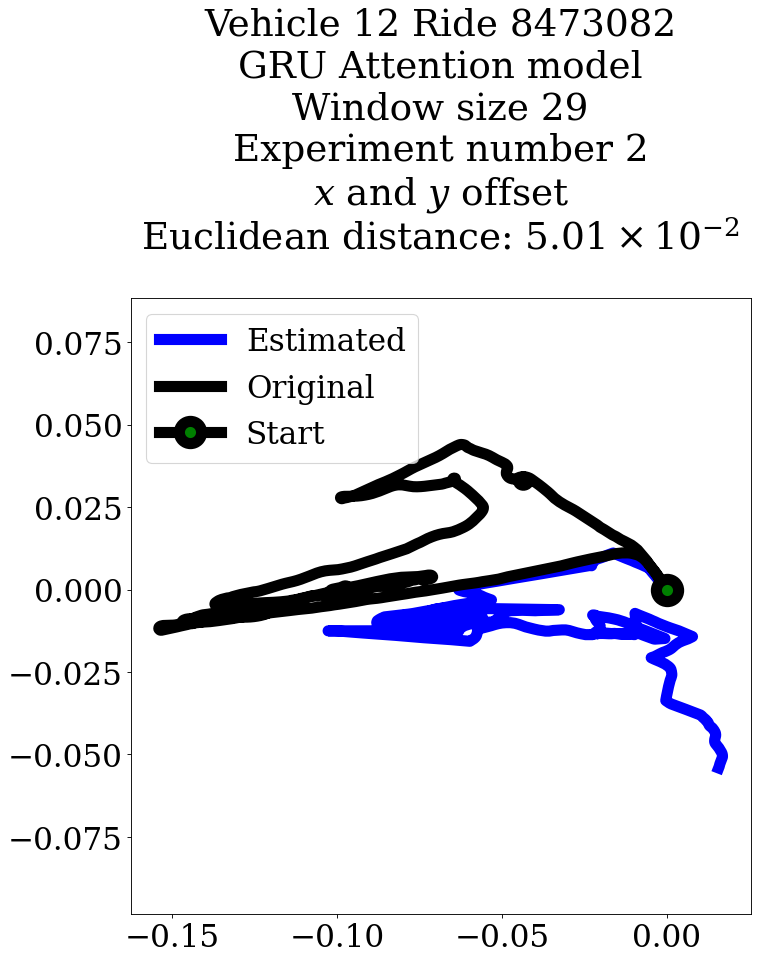 Vehicle 12 Ride 8473082
GRU Attention model
Window size 29
Experiment number 2
x and y offset
Euclidean distance: 5.01 × 10⁻²
Estimated
Original
Start
0.075
0.050
0.025
0.000
−0.025
−0.050
−0.075
−0.15
−0.10
−0.05
0.00